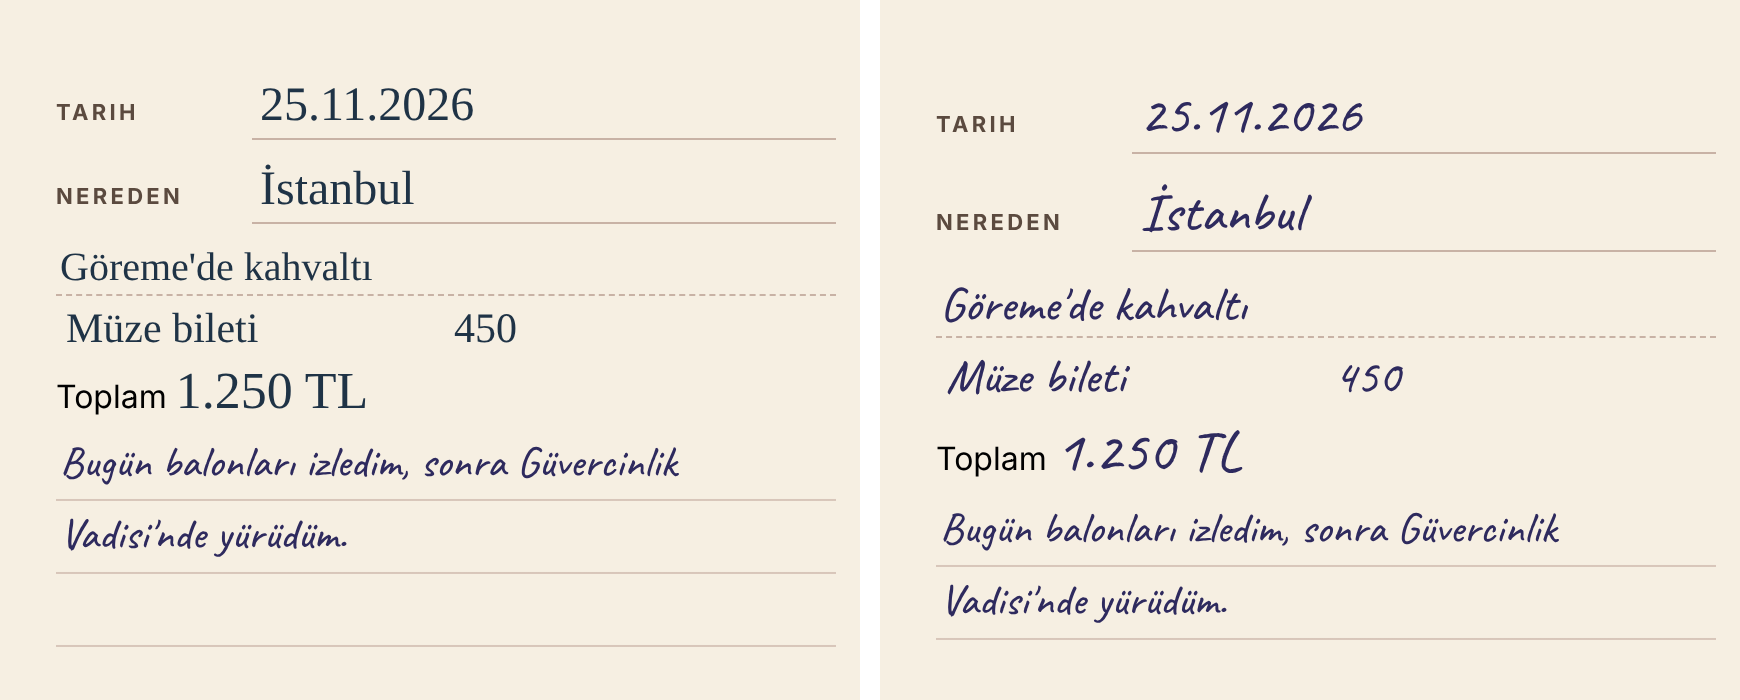 TARIH 25.11.2026
NEREDEN İstanbul
Göreme'de kahvaltı
Müze bileti 450
Toplam 1.250 TL
Bugün balonları izledim, sonra Güvercinlik
Vadisi'nde yürüdüm.
TARIH 25.11.2026
NEREDEN İstanbul
Göreme'de kahvaltı
Müze bileti 450
Toplam 1.250 TL
Bugün balonları izledim, sonra Güvercinlik
Vadisi'nde yürüdüm.